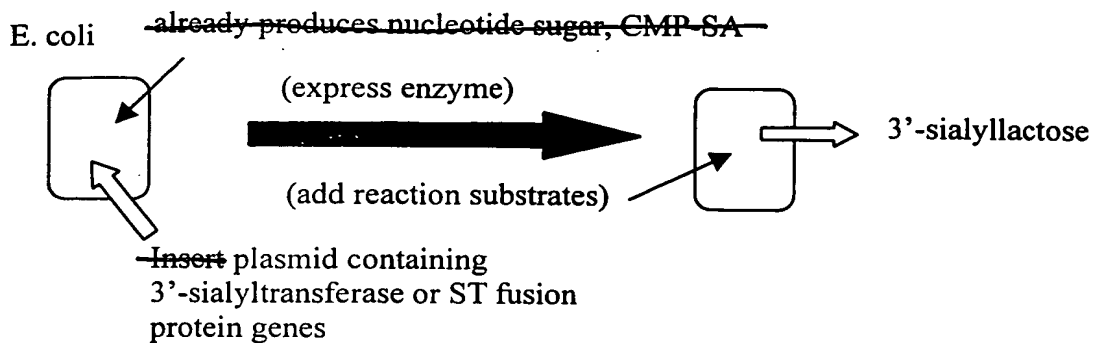 E. coli
already produces nucleotide sugar, CMP-SA
(express enzyme)
3'-sialyllactose
(add reaction substrates)
Insert plasmid containing
3'-sialyltransferase or ST fusion
protein genes